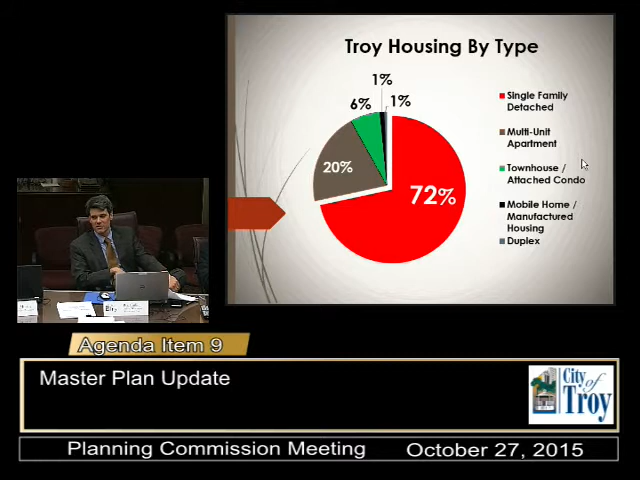 Troy Housing By Type
1%
6%
1%
20%
72%
Single Family
Detached
Multi-Unit
Apartment
Townhouse /
Attached Condo
Mobile Home /
Manufactured
Housing
Duplex
Agenda Item 9
Master Plan Update
City
of
Troy
Planning Commission Meeting
October 27, 2015